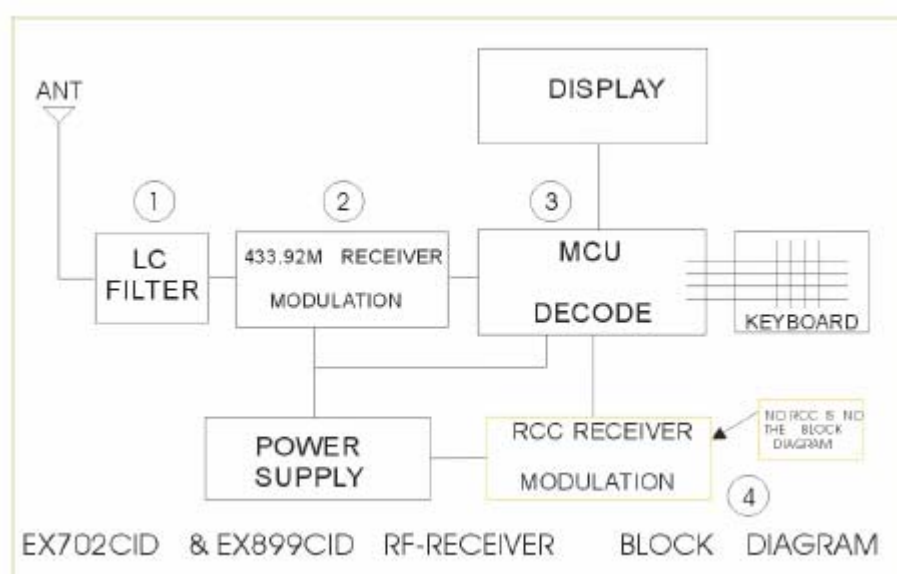 ANT
DISPLAY
1
2
3
LC
FILTER
433.92M RECEIVER
MODULATION
MCU
DECODE
KEYBOARD
POWER
SUPPLY
RCC RECEIVER
MODULATION
NO RCC IS NO
THE BLOCK
DIAGRAM
4
EX702CID & EX899CID RF-RECEIVER BLOCK DIAGRAM